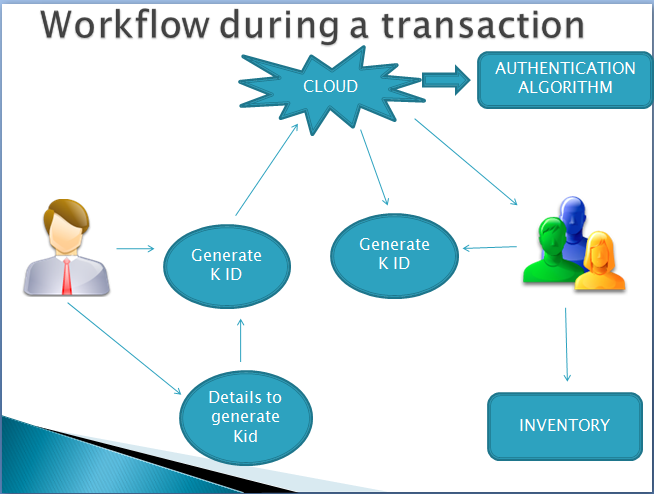 Workflow during a transaction
CLOUD
AUTHENTICATION
ALGORITHM
Generate
K ID
Generate
K ID
Details to
generate
Kid
INVENTORY